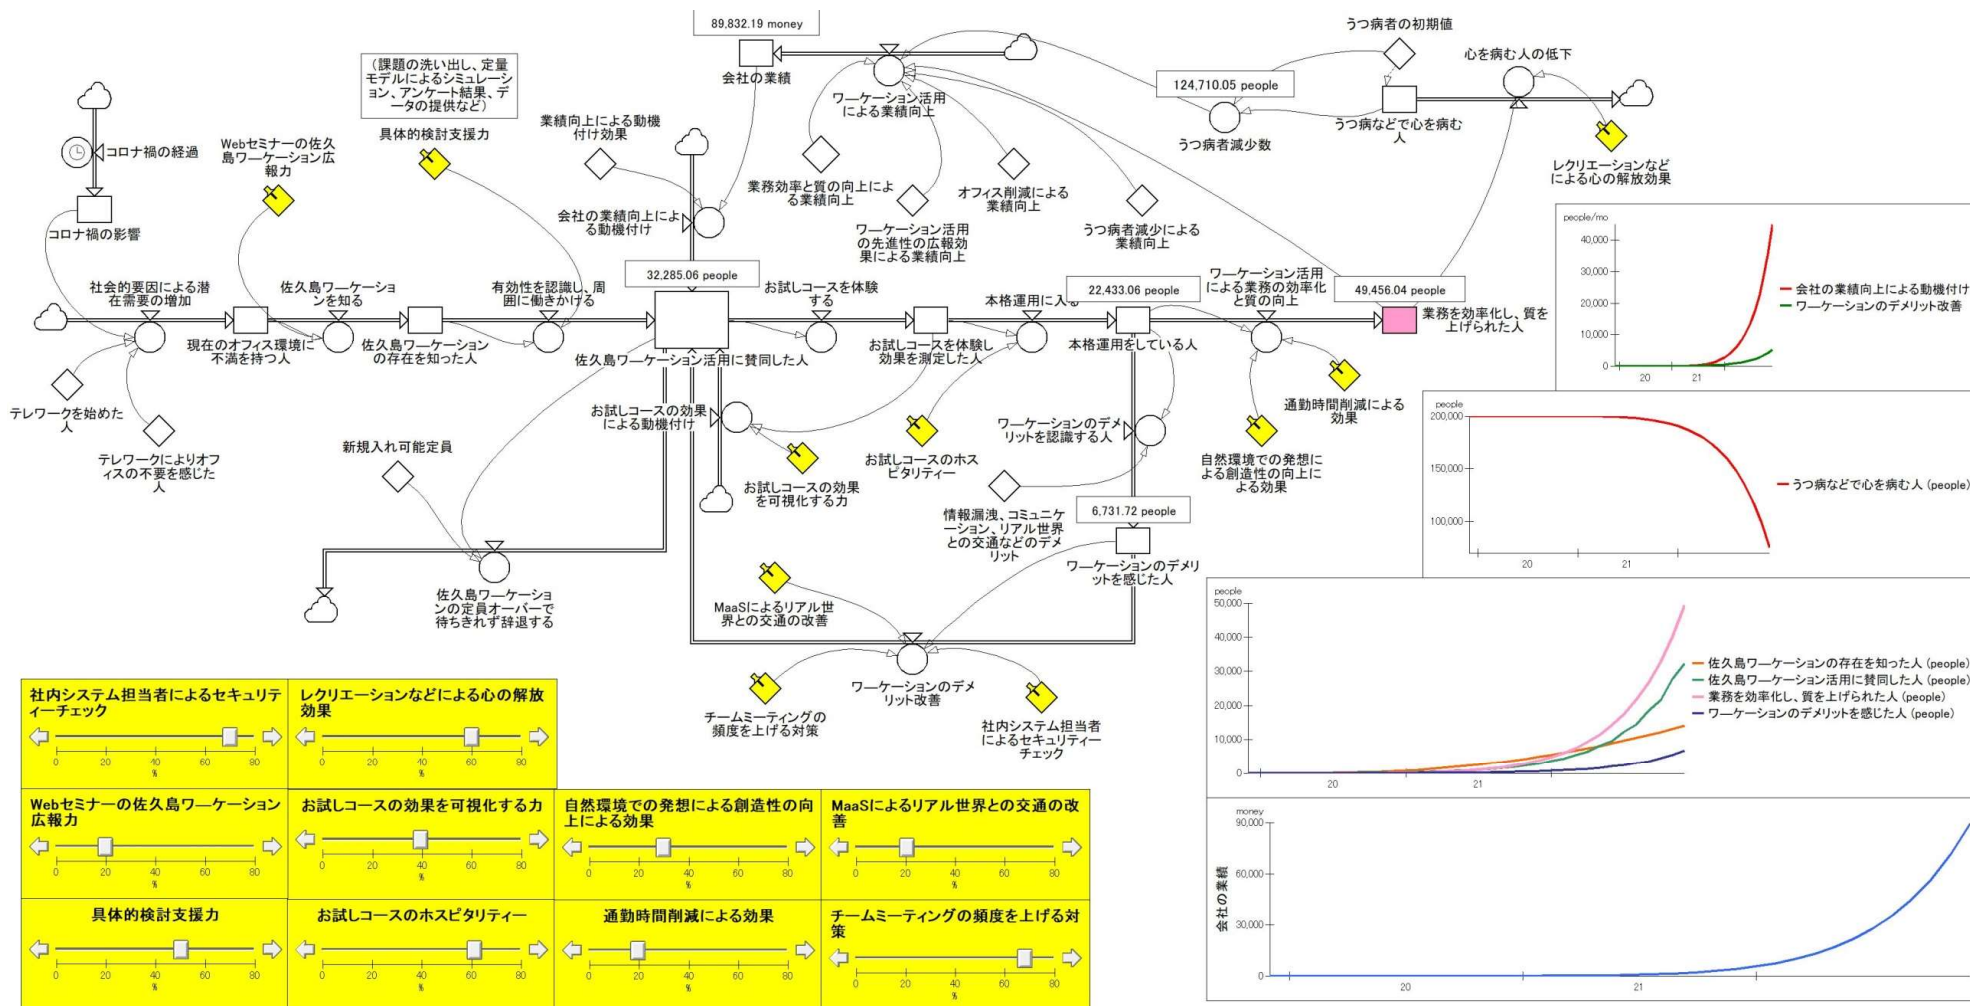 89,832.19 money
会社の業績
ワーケーション活用
による業績向上
うつ病者の初期値
心を病む人の低下
124,710.05 people
うつ病者減少数
うつ病などで心を病む
人
レクリエーションなど
による心の解放効果
（課題の洗い出し、定量
モデルによるシミュレーシ
ョン、アンケート結果、デ
ータの提供など）
具体的検討支援力
業績向上による動機
付け効果
コロナ禍の経過
Webセミナーの佐久
島ワーケーション広
報力
コロナ禍の影響
業務効率と質の向上によ
る業績向上
オフィス削減による
業績向上
ワーケーション活用
の先進性の広報効
果による業績向上
うつ病者減少による
業績向上
会社の業績向上によ
る動機付け
32,285.06 people
社会的要因による潜
在需要の増加
佐久島ワーケーショ
ンを知る
有効性を認識し、周
囲に働きかける
お試しコースを体験
する
本格運用に入る
22,433.06 people
ワーケーション活用
による業務の効率化
と質の向上
49,456.04 people
業務を効率化し、質を
上げられた人
現在のオフィス環境に
不満を持つ人
佐久島ワーケーション
の存在を知った人
佐久島ワーケーション活用に賛同した人
お試しコースを体験し
効果を測定した人
本格運用をしている人
テレワークを始めた
人
テレワークによりオフ
ィスの不要を感じた
人
新規入れ可能定員
お試しコースの効果
による動機付け
お試しコースの効果
を可視化する力
お試しコースのホス
ピタリティー
ワーケーションのデメ
リットを認識する人
通勤時間削減による
効果
自然環境での発想に
よる創造性の向上に
よる効果
情報漏洩、コミュニケ
ーション、リアル世界
との交通などのデメ
リット
6,731.72 people
ワーケーションのデメリ
ットを感じた人
佐久島ワーケーショ
ンの定員オーバーで
待ちきれず辞退する
MaaSによるリアル世
界との交通の改善
チームミーティングの
頻度を上げる対策
ワーケーションのデメ
リット改善
社内システム担当者
によるセキュリティー
チェック
people/mo
40,000
30,000
20,000
10,000
0
20
21
会社の業績向上による動機付け
ワーケーションのデメリット改善
people
200,000
150,000
100,000
20
21
うつ病などで心を病む人 (people)
people
50,000
40,000
30,000
20,000
10,000
0
20
21
佐久島ワーケーションの存在を知った人 (people)
佐久島ワーケーション活用に賛同した人 (people)
業務を効率化し、質を上げられた人 (people)
ワーケーションのデメリットを感じた人 (people)
money
会社の業績
90,000
60,000
30,000
0
20
21
社内システム担当者によるセキュリテ
ィーチェック
0 20 40 60 80
%
レクリエーションなどによる心の解放
効果
0 20 40 60 80
%
Webセミナーの佐久島ワーケーション
広報力
0 20 40 60 80
%
お試しコースの効果を可視化する力
0 20 40 60 80
%
自然環境での発想による創造性の向
上による効果
0 20 40 60 80
%
MaaSによるリアル世界との交通の改
善
0 20 40 60 80
%
具体的検討支援力
0 20 40 60 80
%
お試しコースのホスピタリティー
0 20 40 60 80
%
通勤時間削減による効果
0 20 40 60 80
%
チームミーティングの頻度を上げる対
策
0 20 40 60 80
%